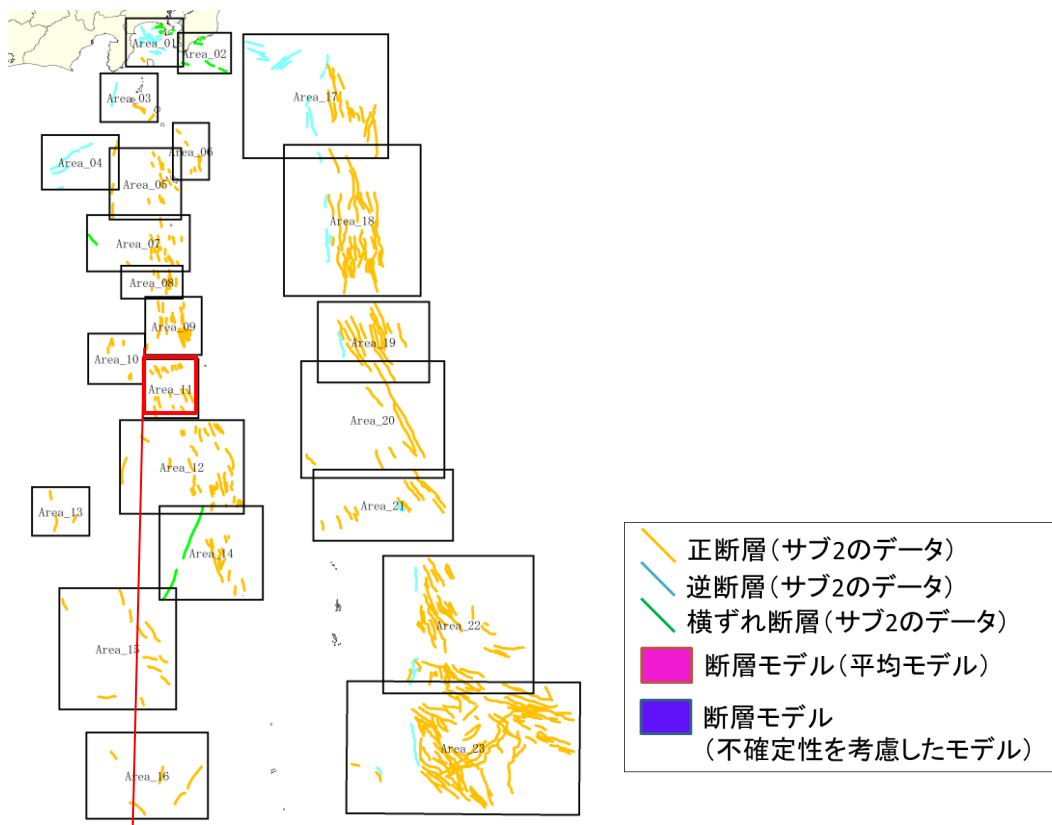 Area_01
Area_02
Area_03
Area_17
Area_04
Area_06
Area_05
Area_18
Area_07
Area_08
Area_09
Area_19
Area_10
Area_11
Area_20
Area_12
Area_13
Area_21
Area_14
Area_22
Area_15
Area_23
Area_16
正断層(サブ2のデータ)
逆断層(サブ2のデータ)
横ずれ断層(サブ2のデータ)
断層モデル(平均モデル)
断層モデル
(不確定性を考慮したモデル)